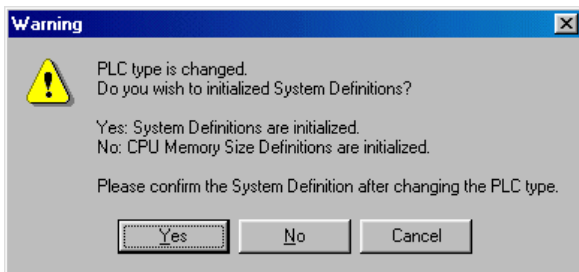 Warning
PLC type is changed.
Do you wish to initialized System Definitions?
Yes: System Definitions are initialized.
No: CPU Memory Size Definitions are initialized.
Please confirm the System Definition after changing the PLC type.
Yes No Cancel